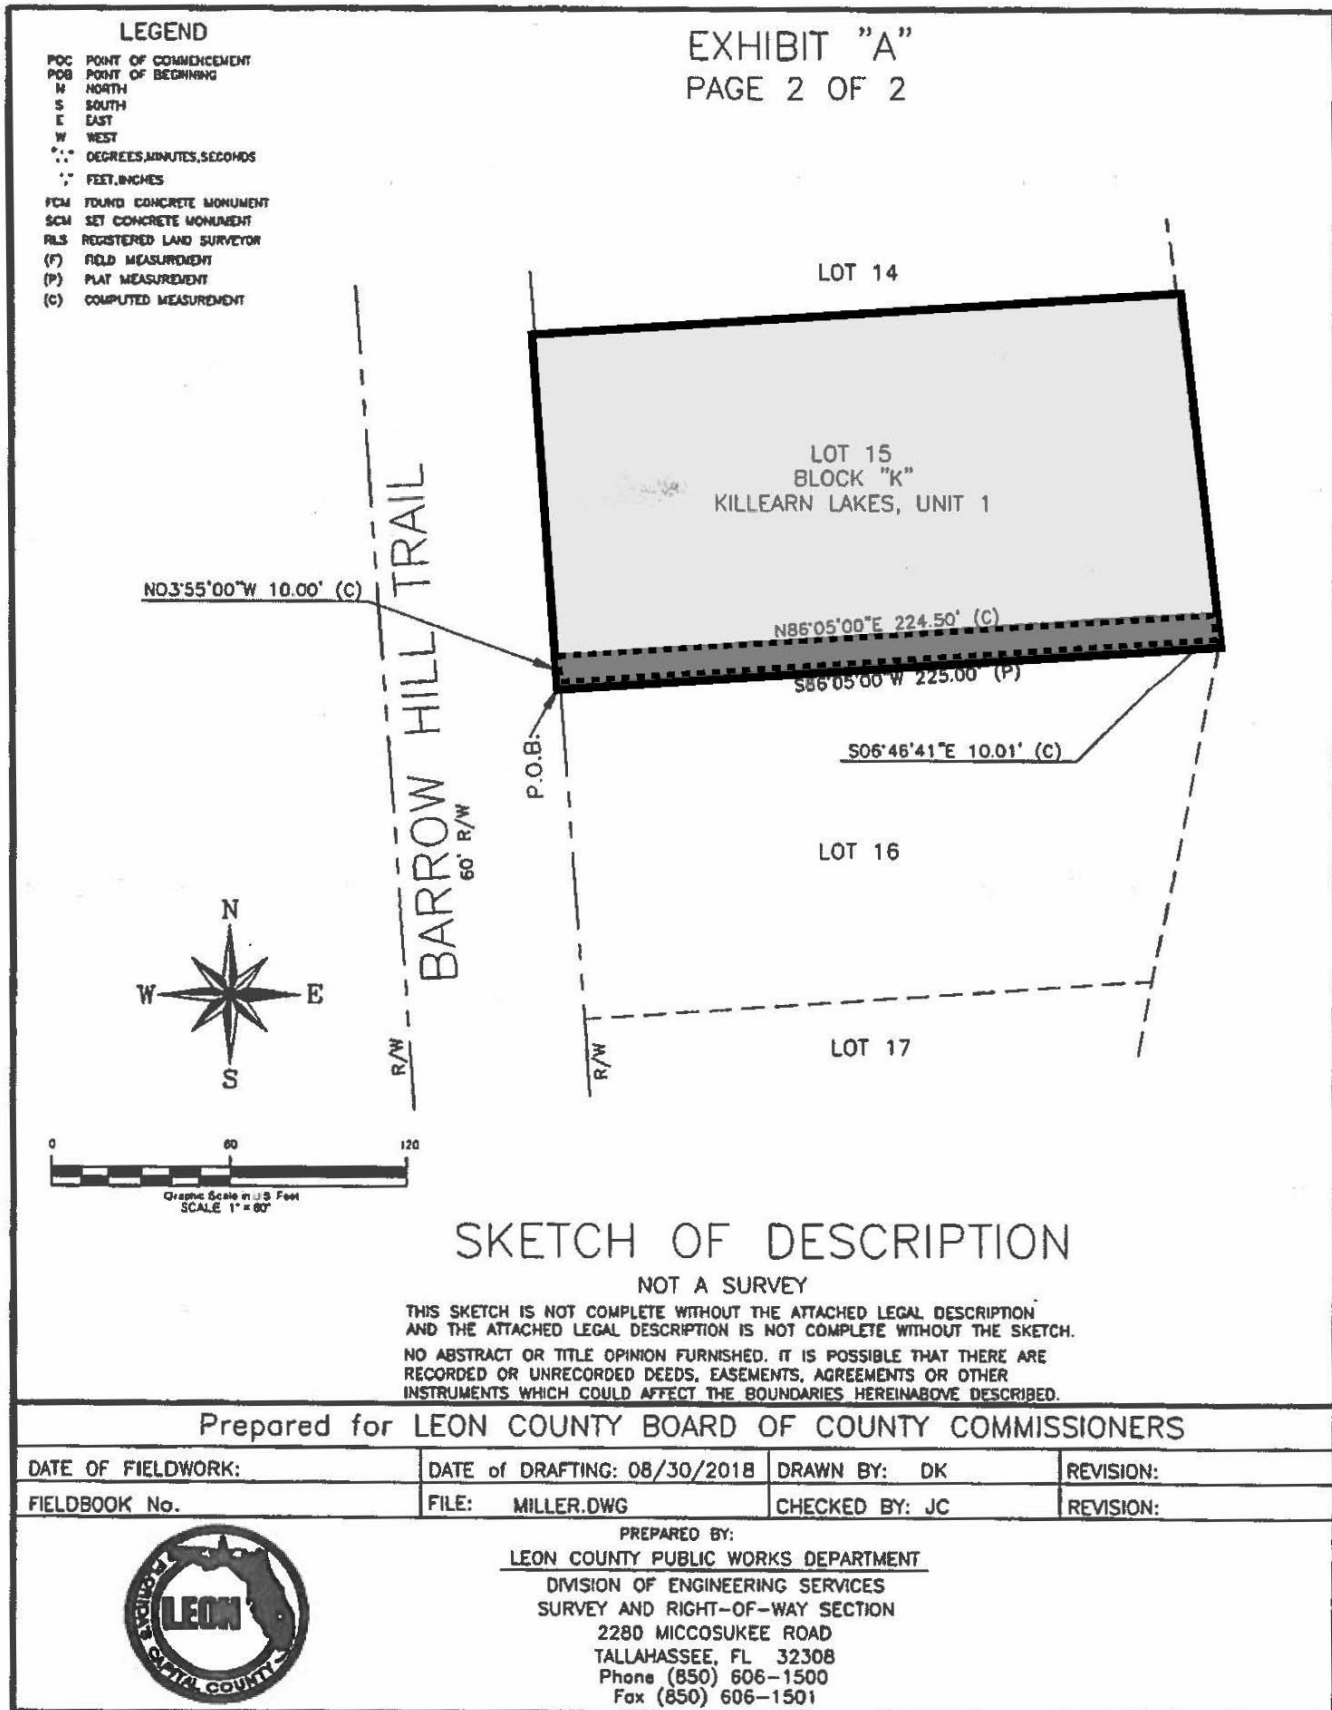 LEGEND
POC POINT OF COMMENCEMENT
POB POINT OF BEGINNING
N NORTH
S SOUTH
E EAST
W WEST
°'" DEGREES,MINUTES,SECONDS
'," FEET,INCHES
FCM FOUND CONCRETE MONUMENT
SCM SET CONCRETE MONUMENT
RLS REGISTERED LAND SURVEYOR
(F) FIELD MEASUREMENT
(P) PLAT MEASUREMENT
(C) COMPUTED MEASUREMENT
EXHIBIT "A"
PAGE 2 OF 2
LOT 14
LOT 15
BLOCK "K"
KILLEARN LAKES, UNIT 1
N03°55'00"W 10.00' (C)
N86°05'00"E 224.50' (C)
S86°05'00"W 225.00' (P)
S06°46'41"E 10.01' (C)
P.O.B.
BARROW HILL TRAIL
60' R/W
LOT 16
LOT 17
R/W
R/W
N
W
E
S
0 60 120
Graphic Scale in U S Feet
SCALE 1" = 60'
SKETCH OF DESCRIPTION
NOT A SURVEY
THIS SKETCH IS NOT COMPLETE WITHOUT THE ATTACHED LEGAL DESCRIPTION
AND THE ATTACHED LEGAL DESCRIPTION IS NOT COMPLETE WITHOUT THE SKETCH.
NO ABSTRACT OR TITLE OPINION FURNISHED. IT IS POSSIBLE THAT THERE ARE
RECORDED OR UNRECORDED DEEDS, EASEMENTS, AGREEMENTS OR OTHER
INSTRUMENTS WHICH COULD AFFECT THE BOUNDARIES HEREINABOVE DESCRIBED.
Prepared for LEON COUNTY BOARD OF COUNTY COMMISSIONERS
DATE OF FIELDWORK:
DATE of DRAFTING: 08/30/2018
DRAWN BY: DK
REVISION:
FIELDBOOK No.
FILE: MILLER.DWG
CHECKED BY: JC
REVISION:
FLORIDA'S CAPITAL COUNTY
LEON
PREPARED BY:
LEON COUNTY PUBLIC WORKS DEPARTMENT
DIVISION OF ENGINEERING SERVICES
SURVEY AND RIGHT-OF-WAY SECTION
2280 MICCOSUKEE ROAD
TALLAHASSEE, FL 32308
Phone (850) 606-1500
Fax (850) 606-1501